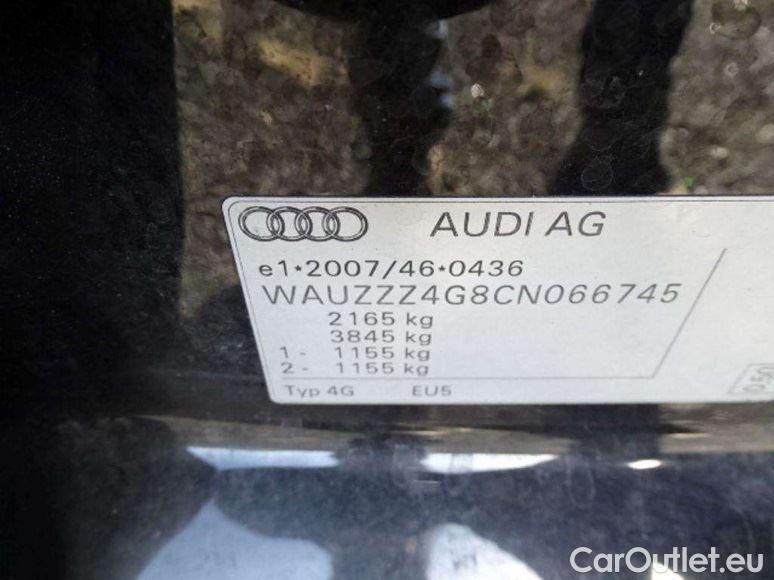 AUDI AG
e1*2007/46*0436
WAUZZZ4G8CN066745
2165 kg
3845 kg
1 - 1155 kg
2 - 1155 kg
Typ 4G EU5
CarOutlet.eu